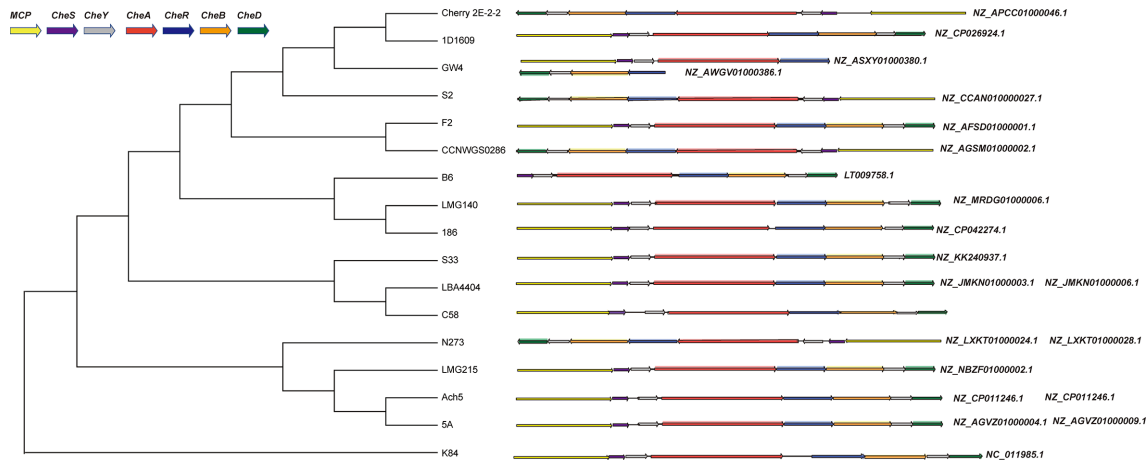 MCP CheS CheY CheA CheR CheB CheD
Cherry 2E-2-2 NZ_APCC01000046.1
1D1609 NZ_CP026924.1
GW4 NZ_ASXY01000380.1
NZ_AWGV01000386.1
S2 NZ_CCAN010000027.1
F2 NZ_AFSD01000001.1
CCNWGS0286 NZ_AGSM01000002.1
B6 LT009758.1
LMG140 NZ_MRDG01000006.1
186 NZ_CP042274.1
S33 NZ_KK240937.1
LBA4404 NZ_JMKN01000003.1 NZ_JMKN01000006.1
C58
N273 NZ_LXKT01000024.1 NZ_LXKT01000028.1
LMG215 NZ_NBZF01000002.1
Ach5 NZ_CP011246.1 NZ_CP011246.1
5A NZ_AGVZ01000004.1 NZ_AGVZ01000009.1
K84 NC_011985.1